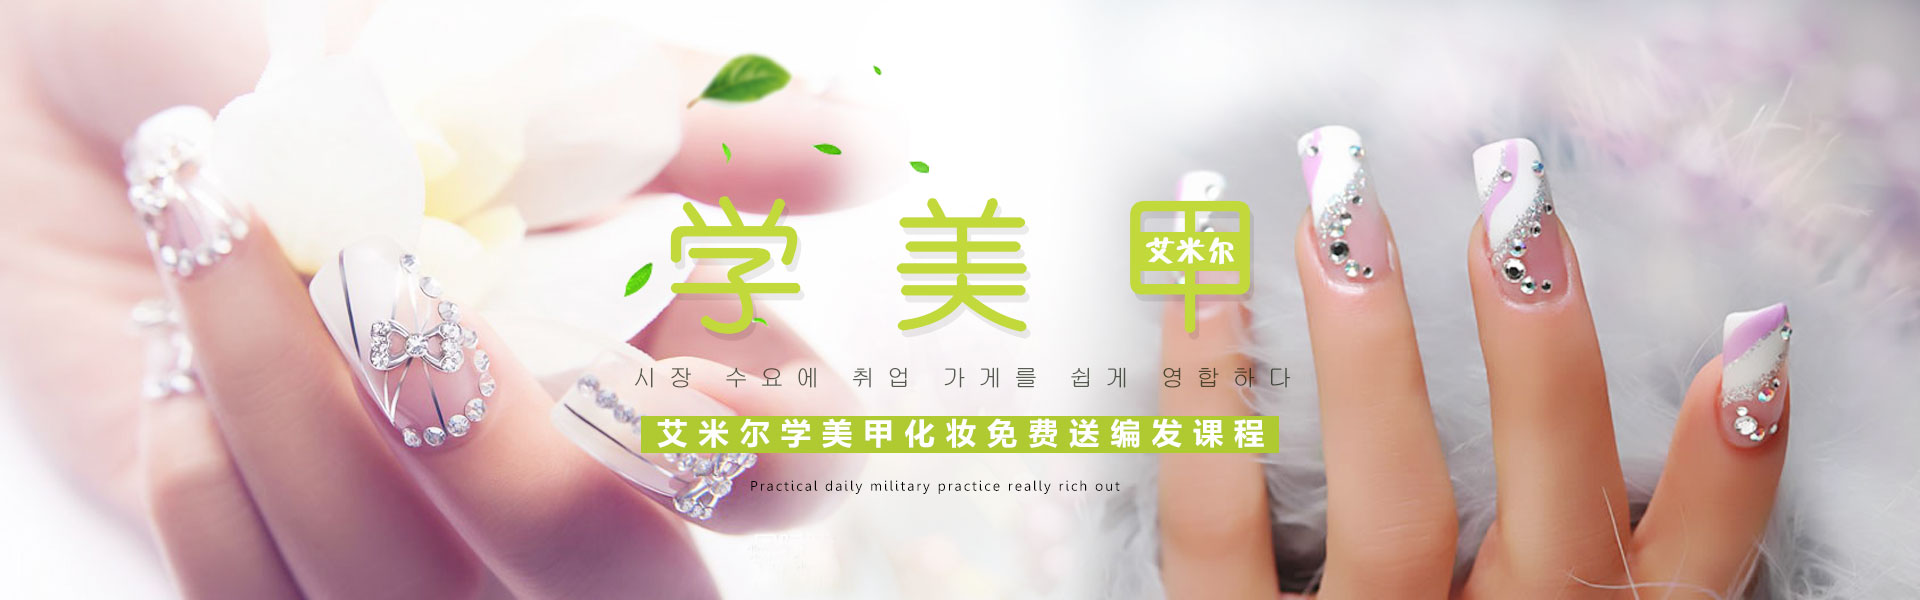 学美甲
艾米尔
시장 수요에 취업 가게를 쉽게 영합하다
艾米尔学美甲化妆免费送编发课程
Practical daily military practice really rich out